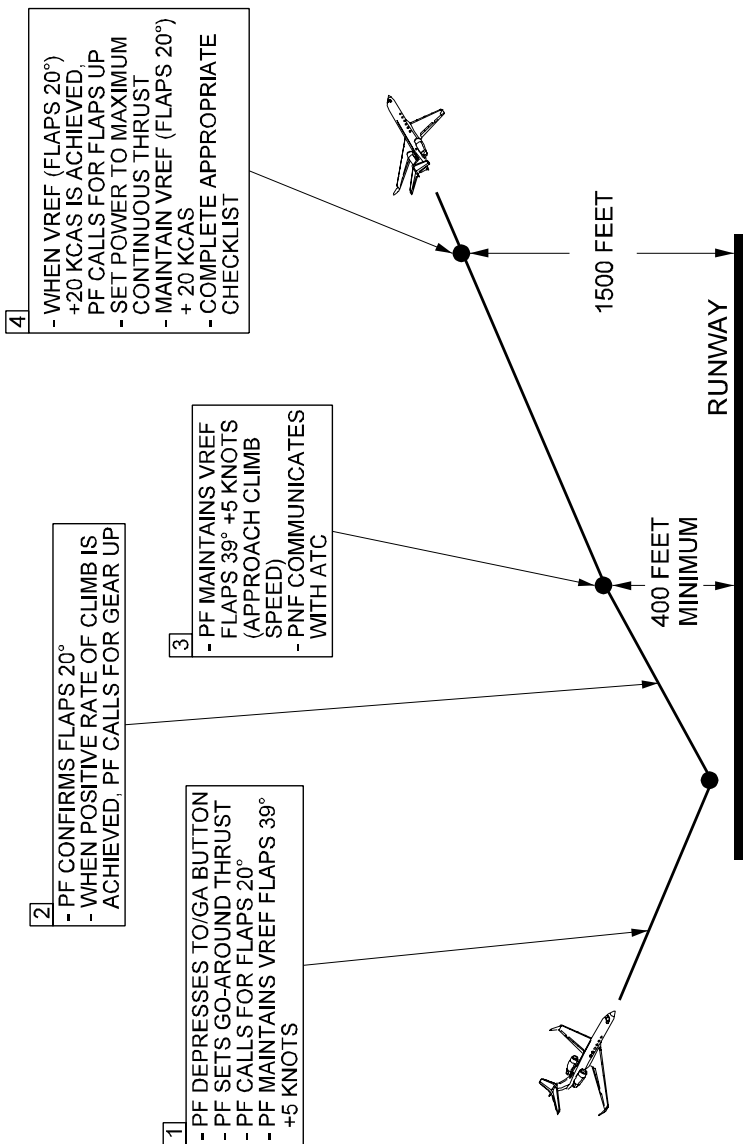 1
- PF DEPRESSES TO/GA BUTTON
- PF SETS GO-AROUND THRUST
- PF CALLS FOR FLAPS 20°
- PF MAINTAINS VREF FLAPS 39°
+5 KNOTS
2
- PF CONFIRMS FLAPS 20°
- WHEN POSITIVE RATE OF CLIMB IS
ACHIEVED, PF CALLS FOR GEAR UP
3
- PF MAINTAINS VREF
FLAPS 39° +5 KNOTS
(APPROACH CLIMB
SPEED)
- PNF COMMUNICATES
WITH ATC
4
- WHEN VREF (FLAPS 20°)
+20 KCAS IS ACHIEVED,
PF CALLS FOR FLAPS UP
- SET POWER TO MAXIMUM
CONTINUOUS THRUST
- MAINTAIN VREF (FLAPS 20°)
+ 20 KCAS
- COMPLETE APPROPRIATE
CHECKLIST
400 FEET
MINIMUM
1500 FEET
RUNWAY